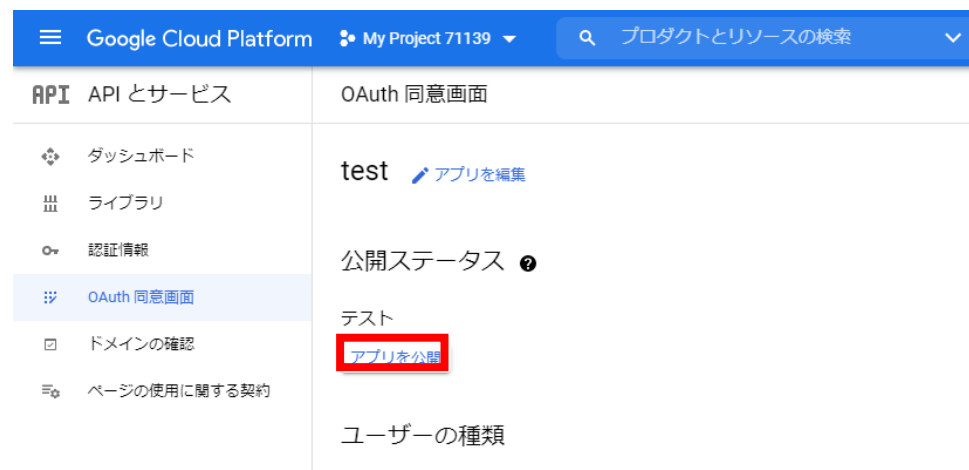 Google Cloud Platform My Project 71139 プロダクトとリソースの検索
API APIとサービス
OAuth 同意画面
ダッシュボード
ライブラリ
認証情報
OAuth 同意画面
ドメインの確認
ページの使用に関する契約
test アプリを編集
公開ステータス
テスト
アプリを公開
ユーザーの種類